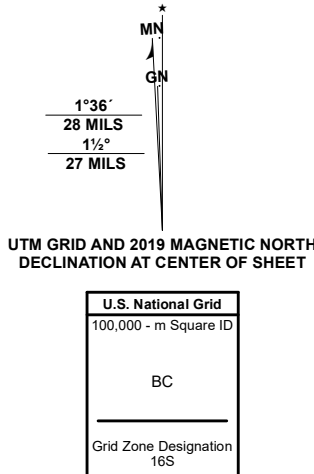 ★
MN
GN
1°36´
28 MILS
1½°
27 MILS
UTM GRID AND 2019 MAGNETIC NORTH
DECLINATION AT CENTER OF SHEET
U.S. National Grid
100,000 - m Square ID
BC
Grid Zone Designation
16S